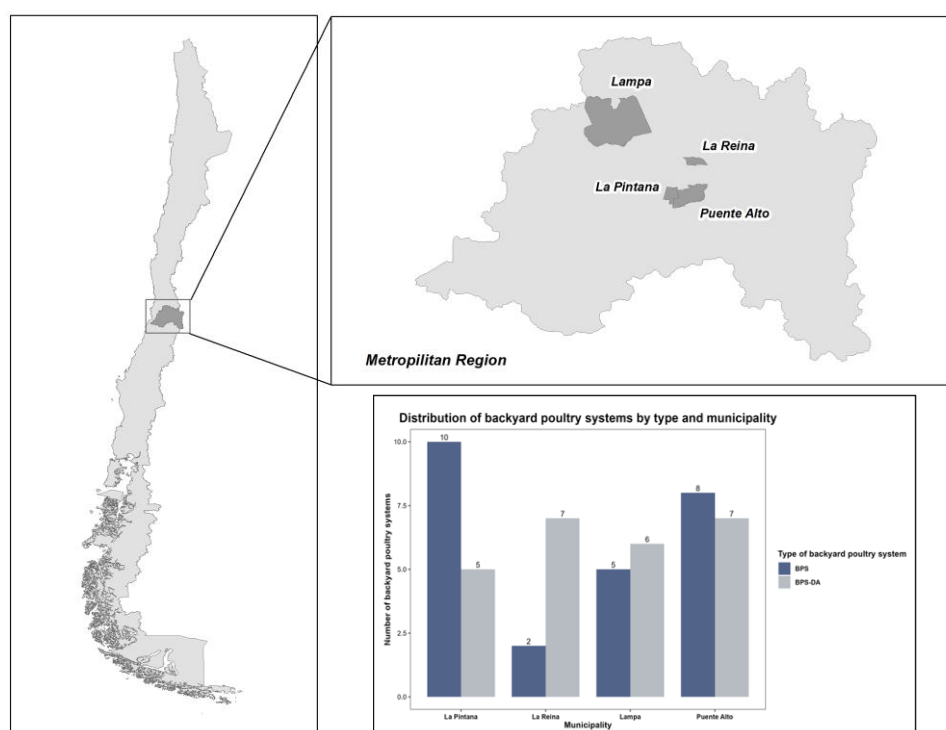 Lampa
La Reina
La Pintana
Puente Alto
Metropilitan Region
Distribution of backyard poultry systems by type and municipality
Number of backyard poultry systems
10.0
7.5
5.0
2.5
0.0
10
5
2
7
5
6
8
7
La Pintana
La Reina
Lampa
Puente Alto
Municipality
Type of backyard poultry system
BPS
BPS-DA